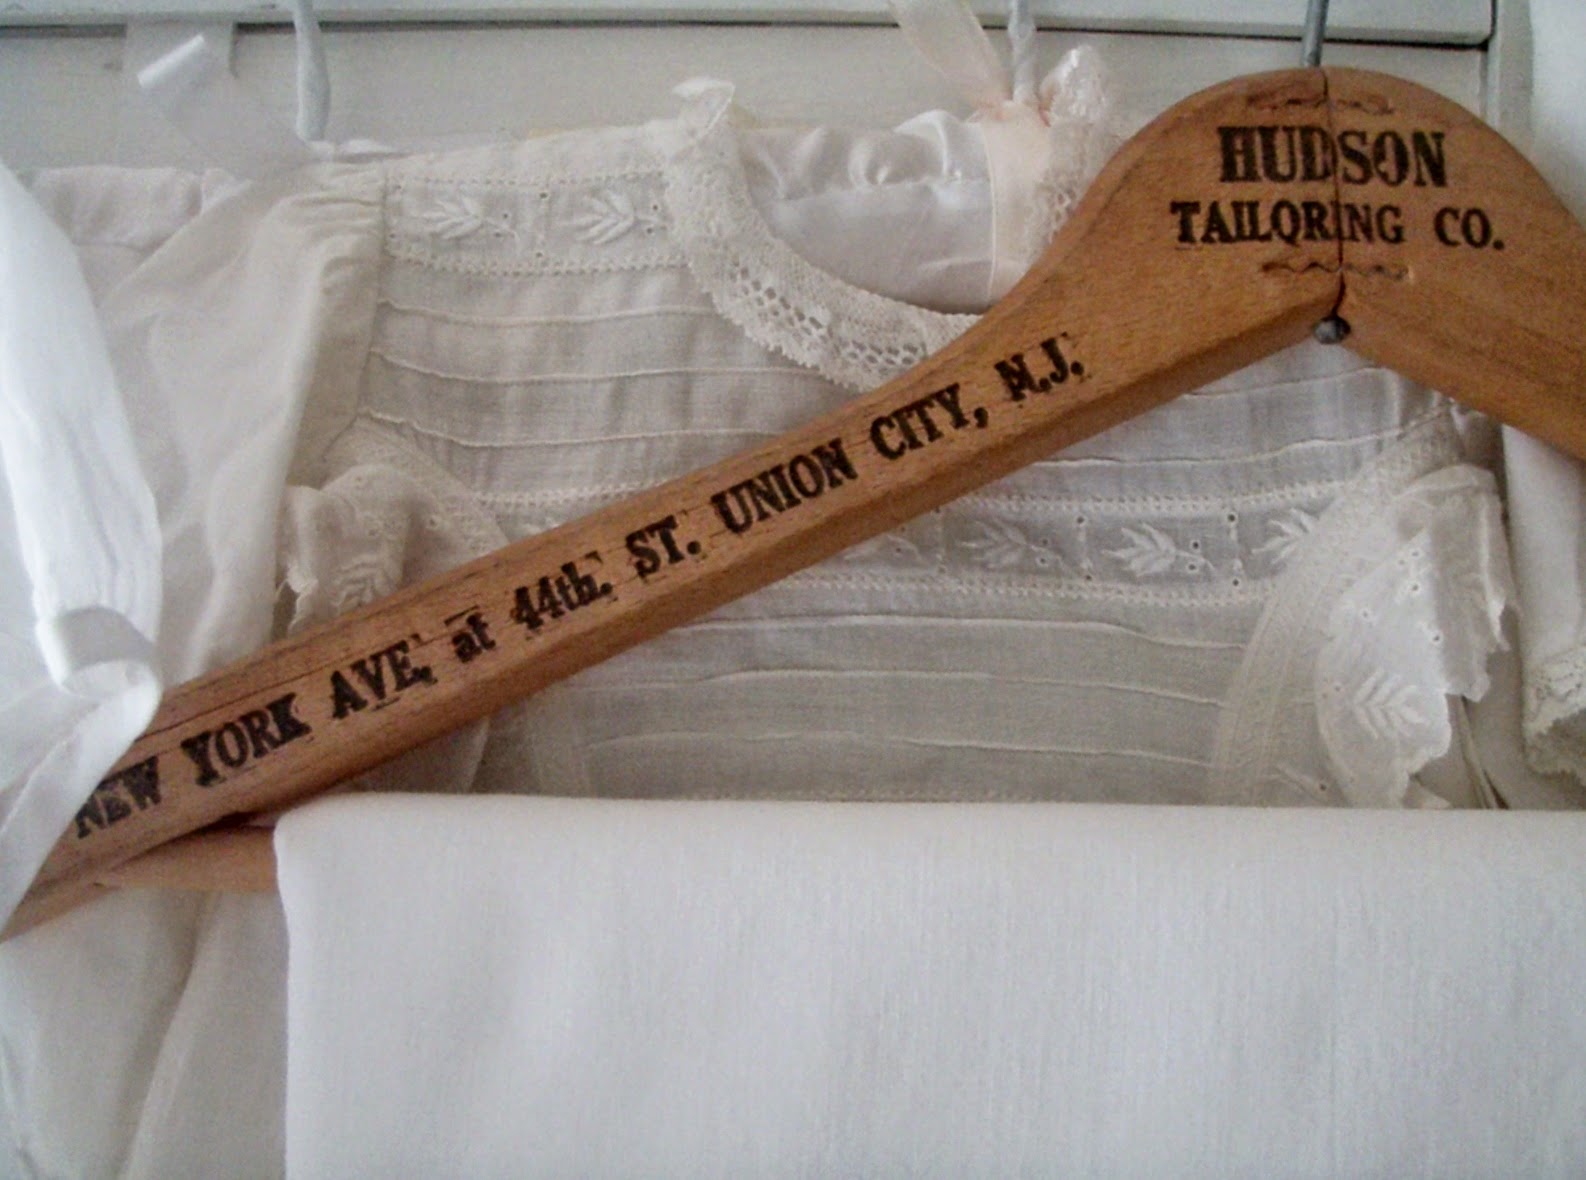 HUDSON
TAILORING CO.
NEW YORK AVE. at 44th. ST. UNION CITY, N.J.